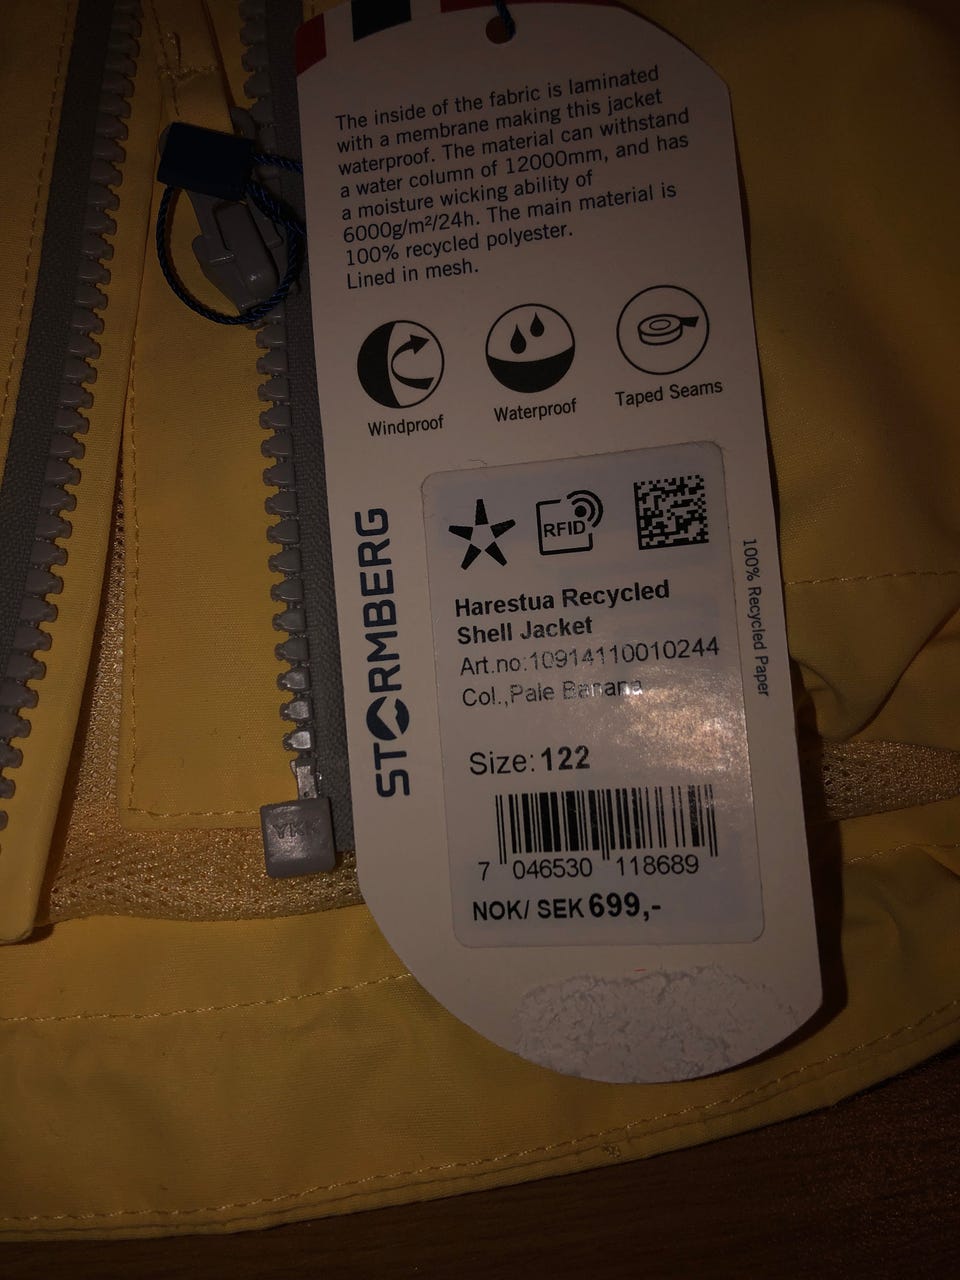 The inside of the fabric is laminated
with a membrane making this jacket
waterproof. The material can withstand
a water column of 12000mm, and has
a moisture wicking ability of
6000g/m²/24h. The main material is
100% recycled polyester.
Lined in mesh.
Windproof
Waterproof
Taped Seams
STORMBERG
RFID
Harestua Recycled
Shell Jacket
Art.no:10914110010244
Col.,Pale Banana
Size:122
7 046530 118689
NOK/ SEK 699,-
100% Recycled Paper
YKK